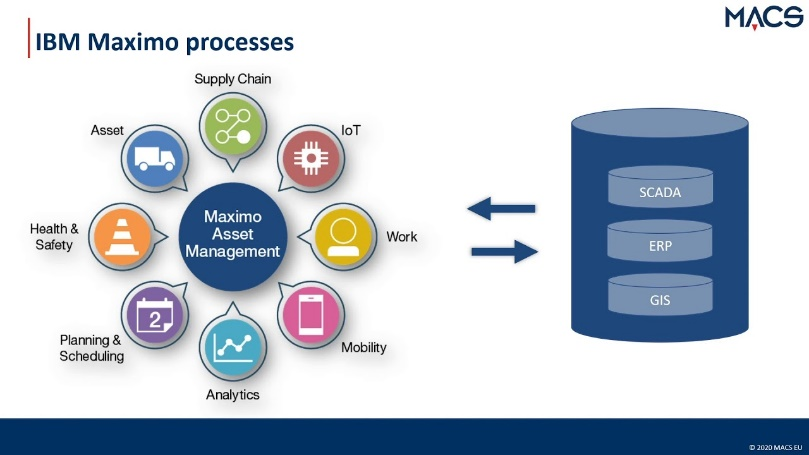 MACS
IBM Maximo processes
Supply Chain
Asset
IoT
Health &
Safety
Maximo
Asset
Management
Work
Planning &
Scheduling
2
Mobility
Analytics
SCADA
ERP
GIS
© 2020 MACS EU